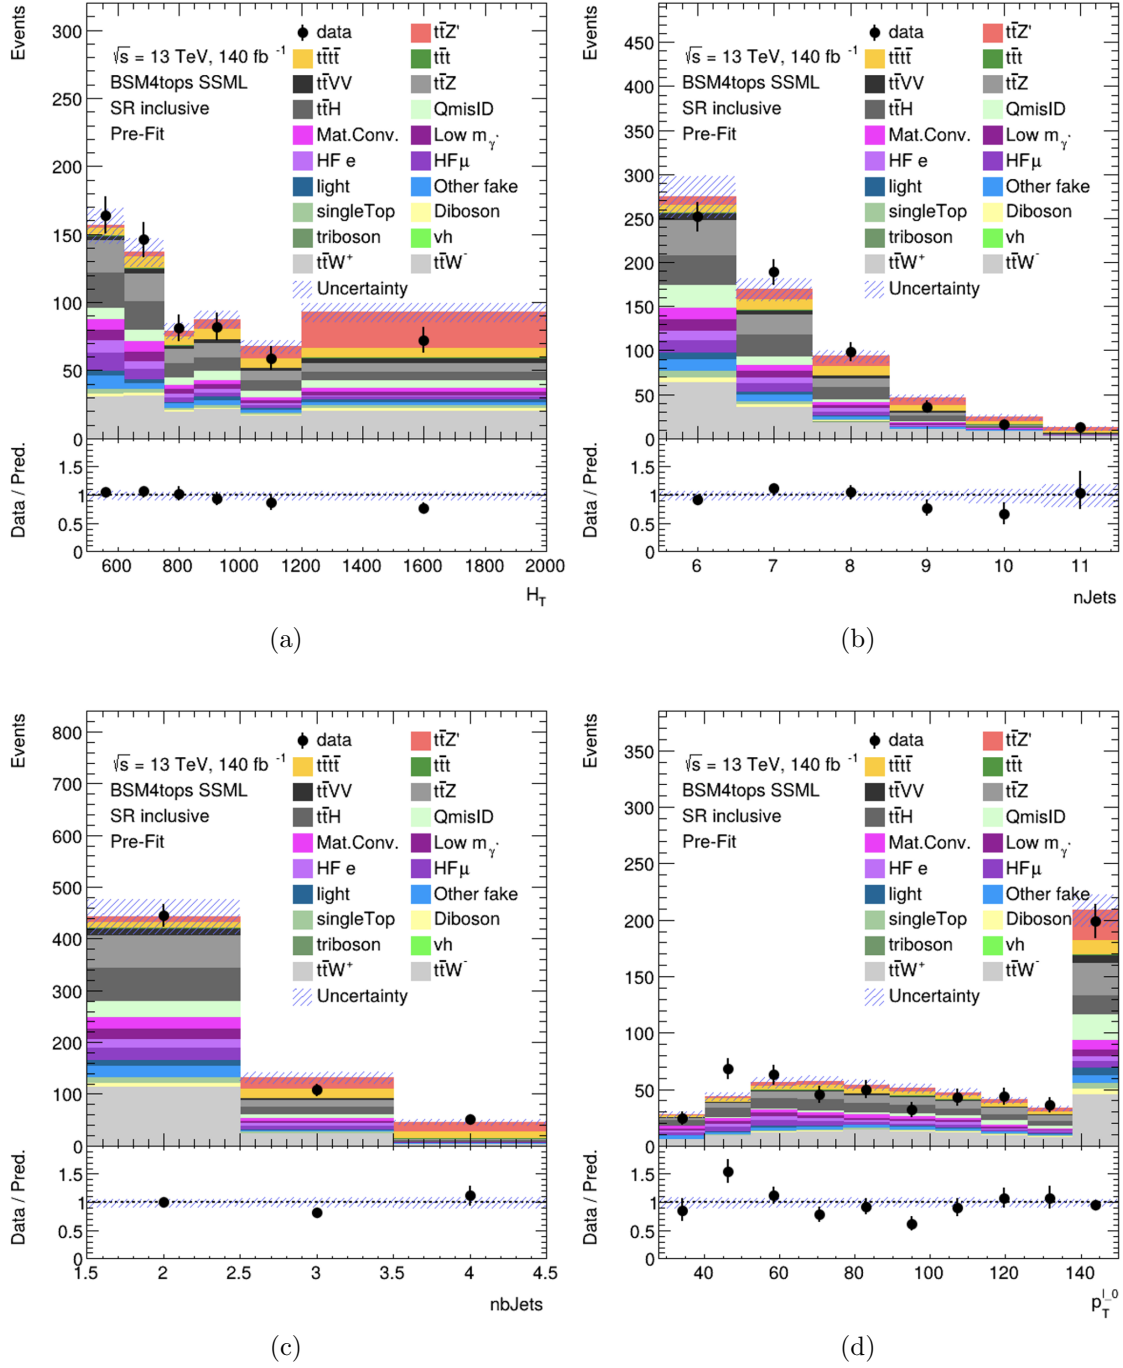 Events
300
250
200
150
100
50
0
√s = 13 TeV, 140 fb⁻¹
BSM4tops SSML
SR inclusive
Pre-Fit
data
tt̄Z'
tt̄tt̄
tt̄t
tt̄VV
tt̄Z
tt̄H
QmisID
Mat.Conv.
Low m_γ*
HF e
HFμ
light
Other fake
singleTop
Diboson
triboson
vh
tt̄W⁺
tt̄W⁻
Uncertainty
Data / Pred.
1.5
1
0.5
0
600 800 1000 1200 1400 1600 1800 2000
H_T
(a)
Events
450
400
350
300
250
200
150
100
50
0
√s = 13 TeV, 140 fb⁻¹
BSM4tops SSML
SR inclusive
Pre-Fit
data
tt̄Z'
tt̄tt̄
tt̄t
tt̄VV
tt̄Z
tt̄H
QmisID
Mat.Conv.
Low m_γ*
HF e
HFμ
light
Other fake
singleTop
Diboson
triboson
vh
tt̄W⁺
tt̄W⁻
Uncertainty
Data / Pred.
1.5
1
0.5
0
6 7 8 9 10 11
nJets
(b)
Events
800
700
600
500
400
300
200
100
0
√s = 13 TeV, 140 fb⁻¹
BSM4tops SSML
SR inclusive
Pre-Fit
data
tt̄Z'
tt̄tt̄
tt̄t
tt̄VV
tt̄Z
tt̄H
QmisID
Mat.Conv.
Low m_γ*
HF e
HFμ
light
Other fake
singleTop
Diboson
triboson
vh
tt̄W⁺
tt̄W⁻
Uncertainty
Data / Pred.
1.5
1
0.5
0
1.5 2 2.5 3 3.5 4 4.5
nbJets
(c)
Events
350
300
250
200
150
100
50
0
√s = 13 TeV, 140 fb⁻¹
BSM4tops SSML
SR inclusive
Pre-Fit
data
tt̄Z'
tt̄tt̄
tt̄t
tt̄VV
tt̄Z
tt̄H
QmisID
Mat.Conv.
Low m_γ*
HF e
HFμ
light
Other fake
singleTop
Diboson
triboson
vh
tt̄W⁺
tt̄W⁻
Uncertainty
Data / Pred.
1.5
1
0.5
0
40 60 80 100 120 140
p_T^l_0
(d)